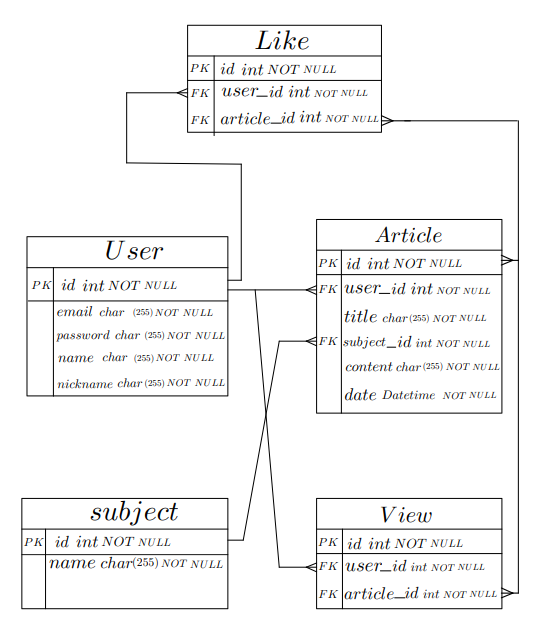 Like
PK id int NOT NULL
FK user_id int NOT NULL
FK article_id int NOT NULL
User
PK id int NOT NULL
email char (255) NOT NULL
password char (255) NOT NULL
name char (255) NOT NULL
nickname char (255) NOT NULL
Article
PK id int NOT NULL
FK user_id int NOT NULL
title char (255) NOT NULL
FK subject_id int NOT NULL
content char (255) NOT NULL
date Datetime NOT NULL
subject
PK id int NOT NULL
name char(255) NOT NULL
View
PK id int NOT NULL
FK user_id int NOT NULL
FK article_id int NOT NULL